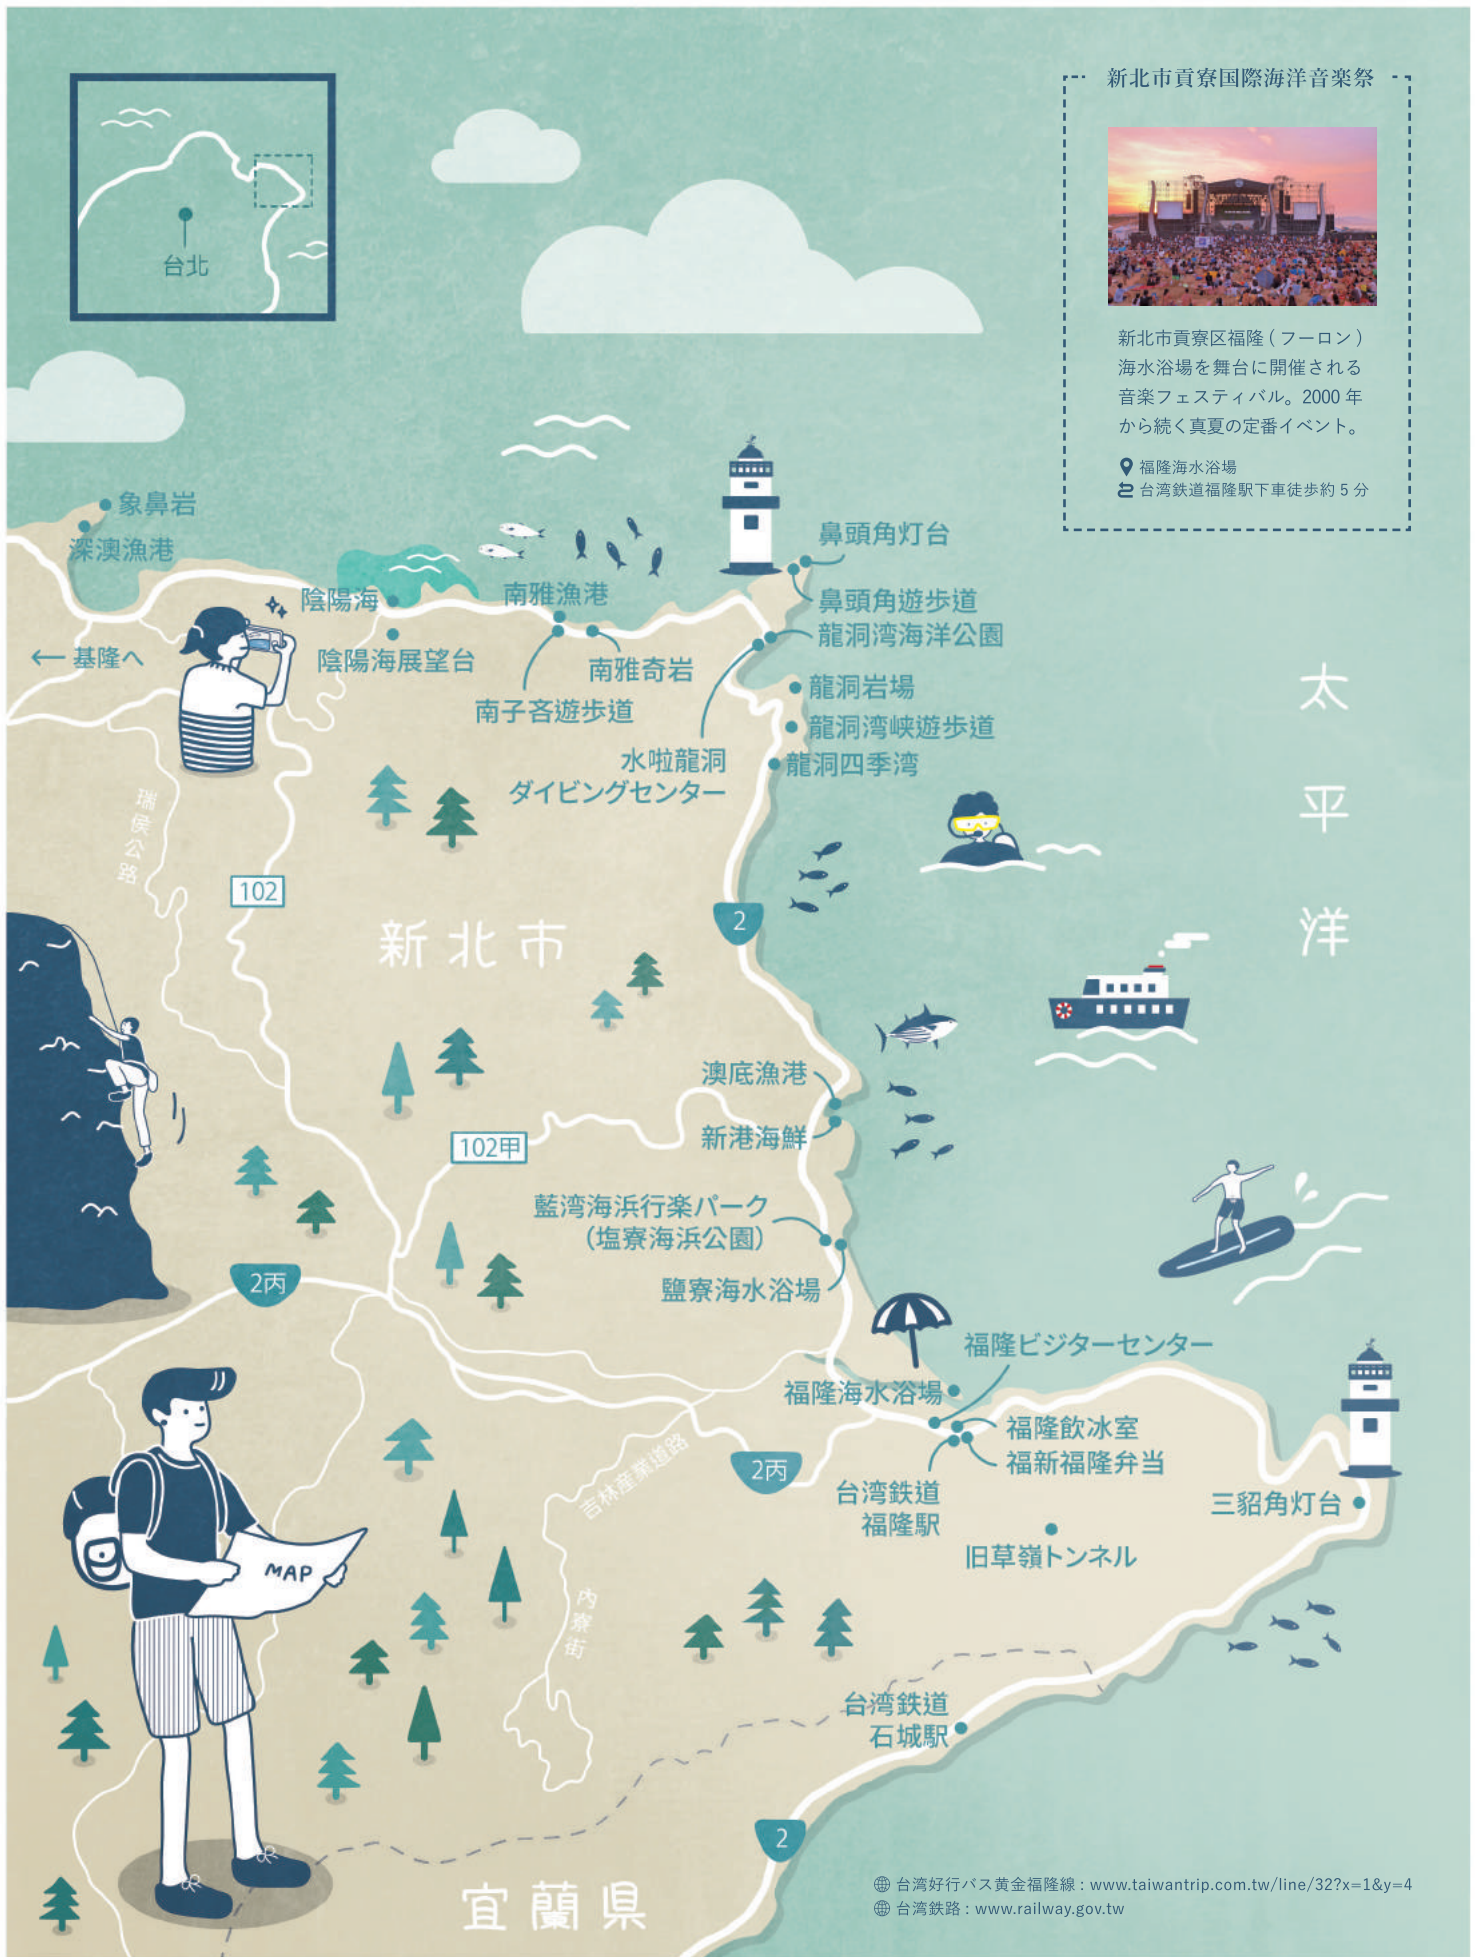 新北市貢寮国際海洋音楽祭
台北
新北市貢寮区福隆(フーロン)
海水浴場を舞台に開催される
音楽フェスティバル。2000 年
から続く真夏の定番イベント。
福隆海水浴場
台湾鉄道福隆駅下車徒歩約 5 分
象鼻岩
深澳漁港
鼻頭角灯台
陰陽海
南雅漁港
鼻頭角遊歩道
龍洞湾海洋公園
← 基隆へ
陰陽海展望台
南雅奇岩
龍洞岩場
南子吝遊歩道
龍洞湾峡遊歩道
水啦龍洞
ダイビングセンター
龍洞四季湾
太平洋
瑞侯公路
102
新北市
2
澳底漁港
新港海鮮
102甲
藍湾海浜行楽パーク
(塩寮海浜公園)
鹽寮海水浴場
2丙
福隆ビジターセンター
福隆海水浴場
福隆飲冰室
福新福隆弁当
吉林産業道路
2丙
台湾鉄道
福隆駅
三貂角灯台
旧草嶺トンネル
MAP
内寮街
台湾鉄道
石城駅
2
宜蘭県
台湾好行バス黄金福隆線 : www.taiwantrip.com.tw/line/32?x=1&y=4
台湾鉄路 : www.railway.gov.tw